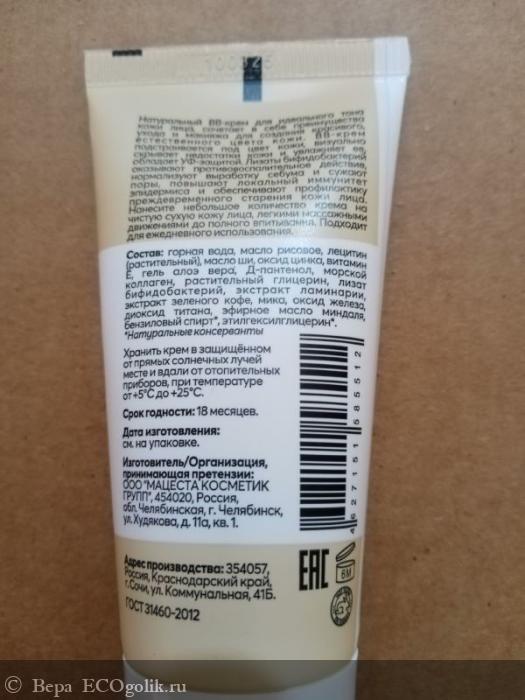 100825
Натуральный BB-крем для идеального тона
кожи лица, сочетает в себе преимущества
ухода и макияжа для создания красивого,
естественного цвета кожи. BB-крем
подстраивается под цвет кожи, визуально
скрывает недостатки кожи и увлажняет ее,
обладает УФ-защитой. Лизаты бифидобактерий
оказывают противовоспалительное действие,
нормализуют выработку себума и сужают
поры, повышают локальный иммунитет
эпидермиса и обеспечивают профилактику
преждевременного старения кожи лица.
Нанесите небольшое количество крема на
чистую сухую кожу лица, легкими массажными
движениями до полного впитывания. Подходит
для ежедневного использования.
Состав: горная вода, масло рисовое, лецитин
(растительный), масло ши, оксид цинка, витамин
Е, гель алоэ вера, Д-пантенол, морской
коллаген, растительный глицерин, лизат
бифидобактерий, экстракт ламинарии,
экстракт зеленого кофе, мика, оксид железа,
диоксид титана, эфирное масло миндаля,
бензиловый спирт*, этилгексилглицерин*.
*Натуральные консерванты
Хранить крем в защищённом
от прямых солнечных лучей
месте и вдали от отопительных
приборов, при температуре
от +5°С до +25°С.
Срок годности: 18 месяцев.
Дата изготовления:
см. на упаковке.
Изготовитель/Организация,
принимающая претензии:
ООО "МАЦЕСТА КОСМЕТИК
ГРУПП", 454020, Россия,
обл. Челябинская, г. Челябинск,
ул. Худякова, д. 11а, кв. 1.
4 627151 585512
Адрес производства: 354057,
Россия, Краснодарский край,
г. Сочи, ул. Коммунальная, 41Б.
ГОСТ 31460-2012
ЕАС
6М
© Вера ECOgolik.ru